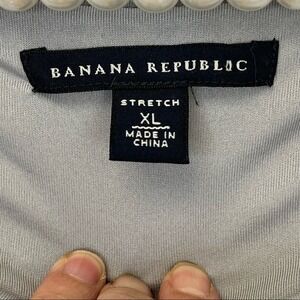 BANANA REPUBLIC
STRETCH
XL
MADE IN
CHINA